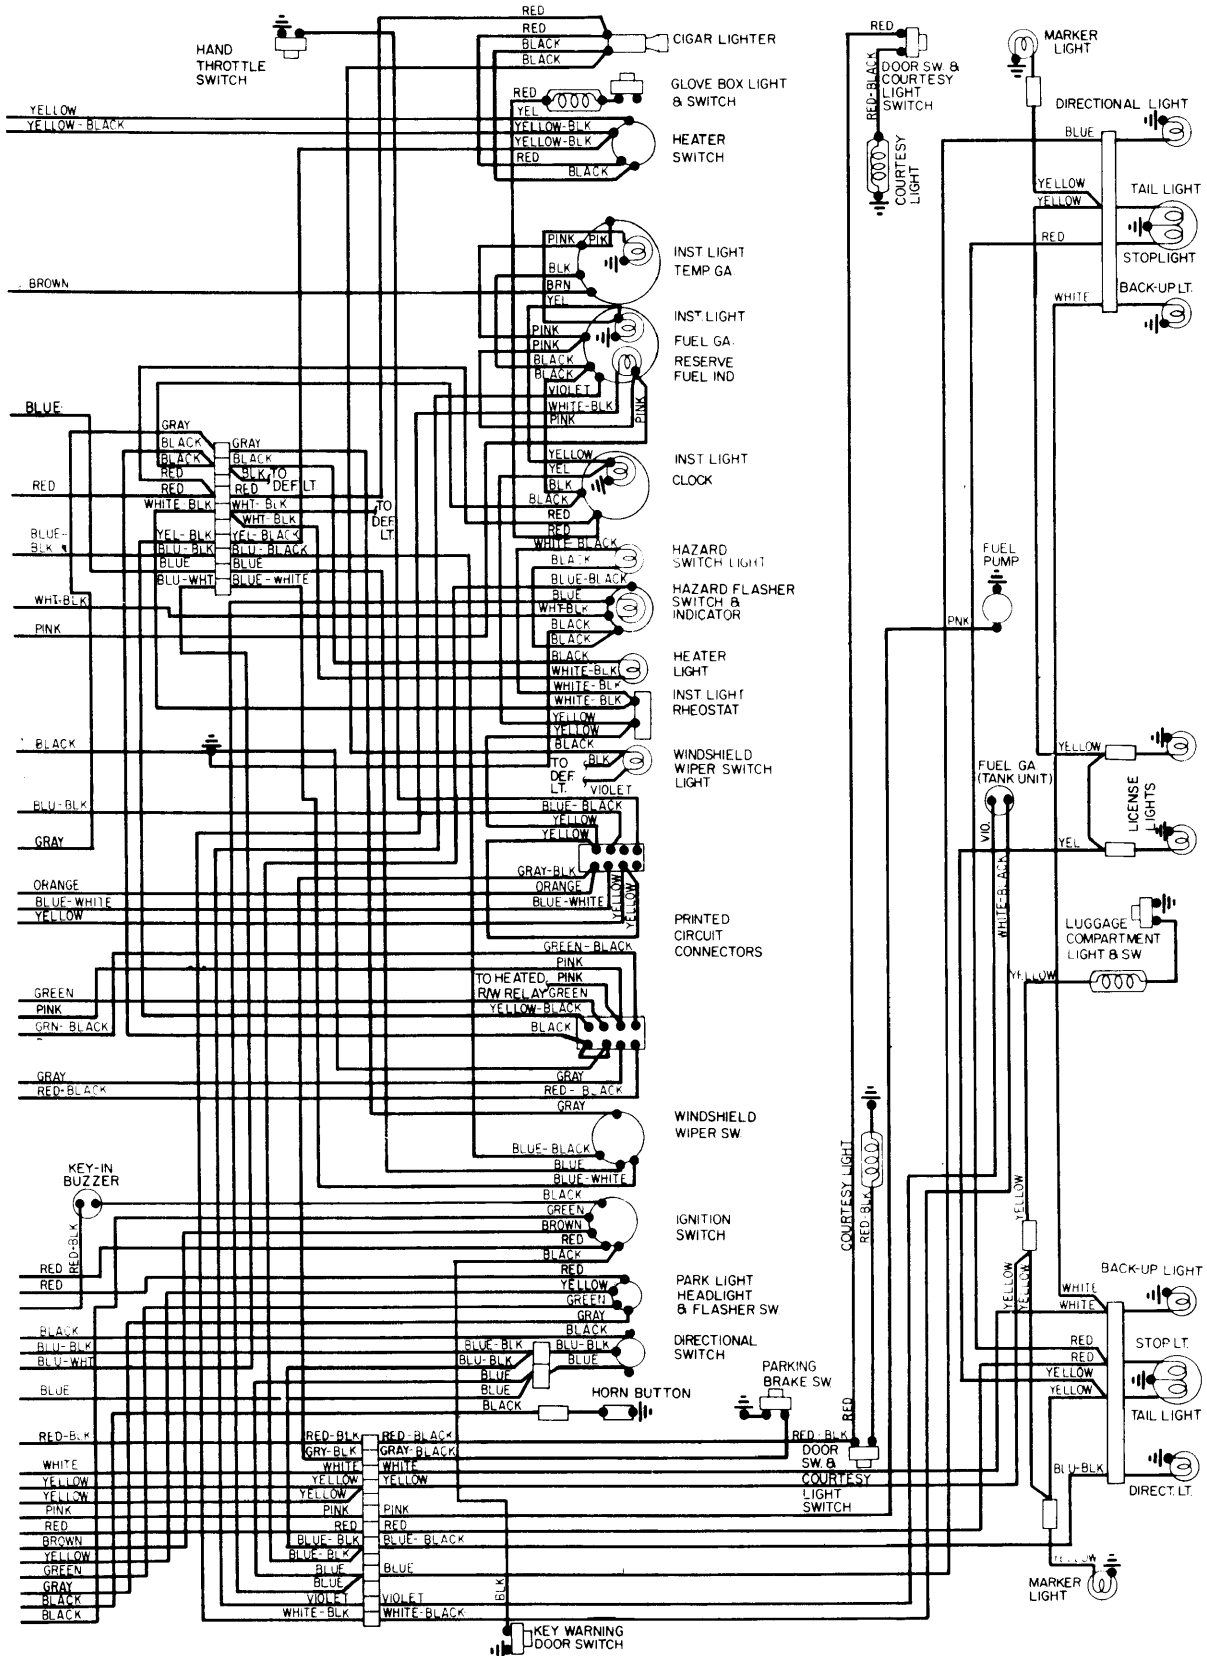 RED
RED
BLACK
BLACK
CIGAR LIGHTER
HAND
THROTTLE
SWITCH
RED
GLOVE BOX LIGHT
& SWITCH
YELLOW
YELLOW-BLACK
YEL
YELLOW-BLK
YELLOW-BLK
RED
BLACK
HEATER
SWITCH
RED
RED-BLACK
DOOR SW. &
COURTESY
LIGHT
SWITCH
COURTESY
LIGHT
MARKER
LIGHT
DIRECTIONAL LIGHT
BLUE
YELLOW
YELLOW
TAIL LIGHT
RED
STOPLIGHT
WHITE
BACK-UP LT.
PINK
PIK
INST LIGHT
TEMP GA.
BLK
BRN
BROWN
YEL
INST. LIGHT
FUEL GA.
RESERVE
FUEL IND
PINK
PINK
BLACK
BLACK
VIOLET
WHITE-BLK
PINK
PINK
BLUE
GRAY
BLACK
BLACK
RED
RED
WHITE-BLK
YEL-BLK
BLU-BLK
BLUE
BLU-WHT
GRAY
BLACK
BLK
TO
DEF LT
RED
WHT-BLK
WHT-BLK
TO
DEF.
LT.
YEL-BLACK
BLU-BLACK
BLUE
BLUE-WHITE
RED
BLUE-
BLK
WHT-BLK
PINK
YELLOW
YEL
BLK
BLACK
RED
RED
INST LIGHT
CLOCK
WHITE-BLACK
BLACK
HAZARD
SWITCH LIGHT
BLUE-BLACK
BLUE
WHT-BLK
BLACK
BLACK
HAZARD FLASHER
SWITCH &
INDICATOR
BLACK
WHITE-BLK
HEATER
LIGHT
WHITE-BLK
WHITE-BLK
YELLOW
YELLOW
INST. LIGHT
RHEOSTAT
FUEL
PUMP
PNK
BLACK
BLACK
BLK
TO
DEF.
LT.
WINDSHIELD
WIPER SWITCH
LIGHT
VIOLET
BLU-BLK
BLUE-BLACK
YELLOW
YELLOW
GRAY
GRAY-BLK
ORANGE
BLUE-WHITE
YELLOW
YELLOW
ORANGE
BLUE-WHITE
YELLOW
PRINTED
CIRCUIT
CONNECTORS
FUEL GA
(TANK UNIT)
VIO.
WHITE-BLACK
YELLOW
YEL
LICENSE
LIGHTS
LUGGAGE
COMPARTMENT
LIGHT & SW
YELLOW
GREEN-BLACK
PINK
TO HEATED
R/W RELAY
PINK
GREEN
YELLOW-BLACK
BLACK
GREEN
PINK
GRN-BLACK
GRAY
RED-BLACK
GRAY
RED-BLACK
GRAY
BLUE-BLACK
BLUE
BLUE-WHITE
WINDSHIELD
WIPER SW.
KEY-IN
BUZZER
RED-BLK
BLACK
GREEN
BROWN
RED
BLACK
IGNITION
SWITCH
COURTESY LIGHT
RED-BLK
YELLOW
YELLOW
YELLOW
RED
RED
RED
YELLOW
GREEN
GRAY
PARK LIGHT
HEADLIGHT
& FLASHER SW
BLACK
BLU-BLK
BLU-WHT
BLUE
BLACK
BLUE-BLK
BLU-BLK
BLU-BLK
BLUE
BLUE
BLUE
DIRECTIONAL
SWITCH
BLACK
HORN BUTTON
PARKING
BRAKE SW.
RED
BACK-UP LIGHT
WHITE
WHITE
RED
RED
STOP LT.
YELLOW
YELLOW
TAIL LIGHT
BLU-BLK
DIRECT. LT.
RED-BLK
RED-BLK
GRY-BLK
WHITE
YELLOW
YELLOW
PINK
RED
BLUE-BLK
BLUE-BLK
BLUE
BLUE
VIOLET
WHITE-BLK
RED-BLACK
GRAY-BLACK
WHITE
YELLOW
PINK
RED
BLUE-BLACK
BLUE
VIOLET
WHITE-BLACK
RED-BLK
DOOR
SW. &
COURTESY
LIGHT
SWITCH
WHITE
YELLOW
YELLOW
PINK
RED
BROWN
YELLOW
GREEN
GRAY
BLACK
BLACK
BLK
KEY WARNING
DOOR SWITCH
MARKER
LIGHT